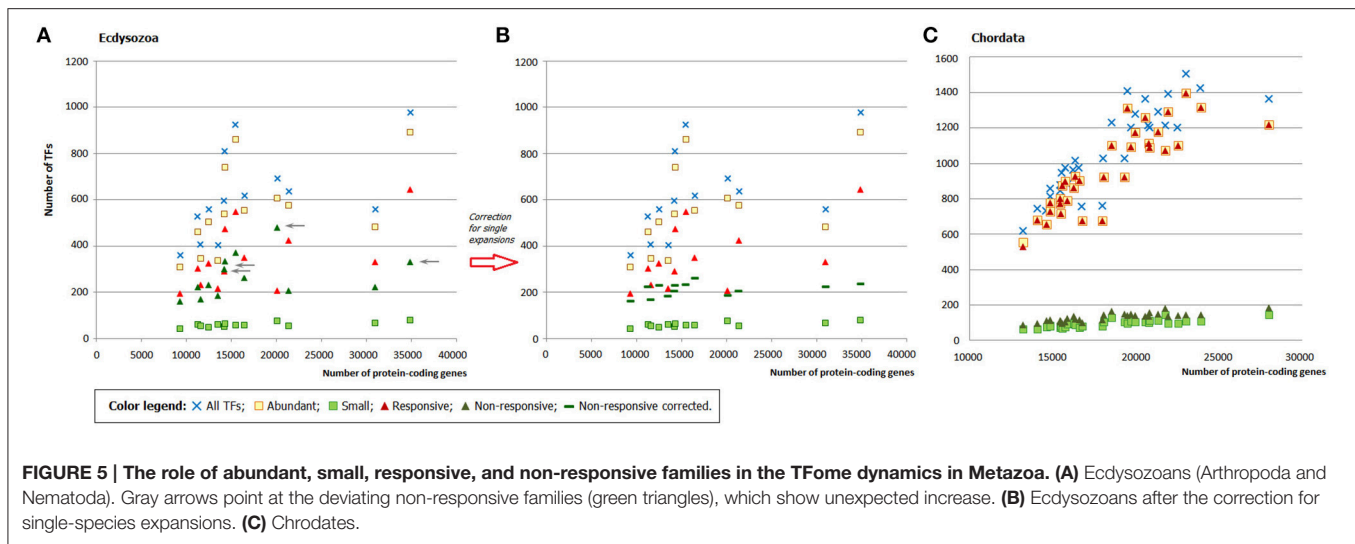 A
Ecdysozoa
1200
1000
800
600
400
200
0
Number of TFs
0 5000 10000 15000 20000 25000 30000 35000 40000
Number of protein-coding genes
Correction
for single
expansions
B
1200
1000
800
600
400
200
0
0 5000 10000 15000 20000 25000 30000 35000 40000
Number of protein-coding genes
C
Chordata
1600
1400
1200
1000
800
600
400
200
0
10000 15000 20000 25000 30000
Number of protein-coding genes
Color legend: All TFs; Abundant; Small; Responsive; Non-responsive; Non-responsive corrected.
FIGURE 5 | The role of abundant, small, responsive, and non-responsive families in the TFome dynamics in Metazoa. (A) Ecdysozoans (Arthropoda and
Nematoda). Gray arrows point at the deviating non-responsive families (green triangles), which show unexpected increase. (B) Ecdysozoans after the correction for
single-species expansions. (C) Chrodates.